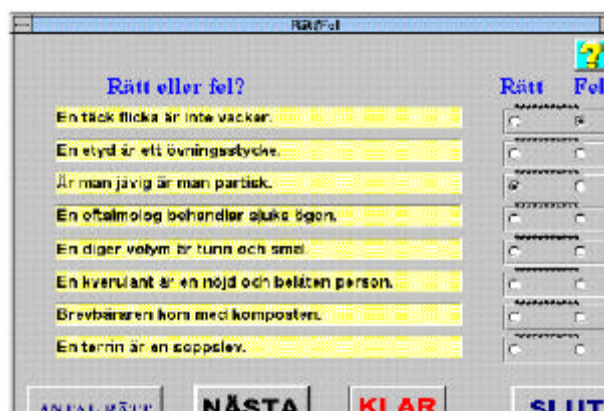 Rätt/Fel
Rätt eller fel?
Rätt Fel
En täck flicka är inte vacker.
En etyd är ett övningsstycke.
Är man jävig är man partisk.
En oftalmolog behandlar sjuka ögon.
En diger volym är tunn och smal.
En kverulant är en nöjd och belåten person.
Brevbäraren kom med komposten.
En terrin är en soppslev.
ANTAL RÄTT NÄSTA KLAR SLUT